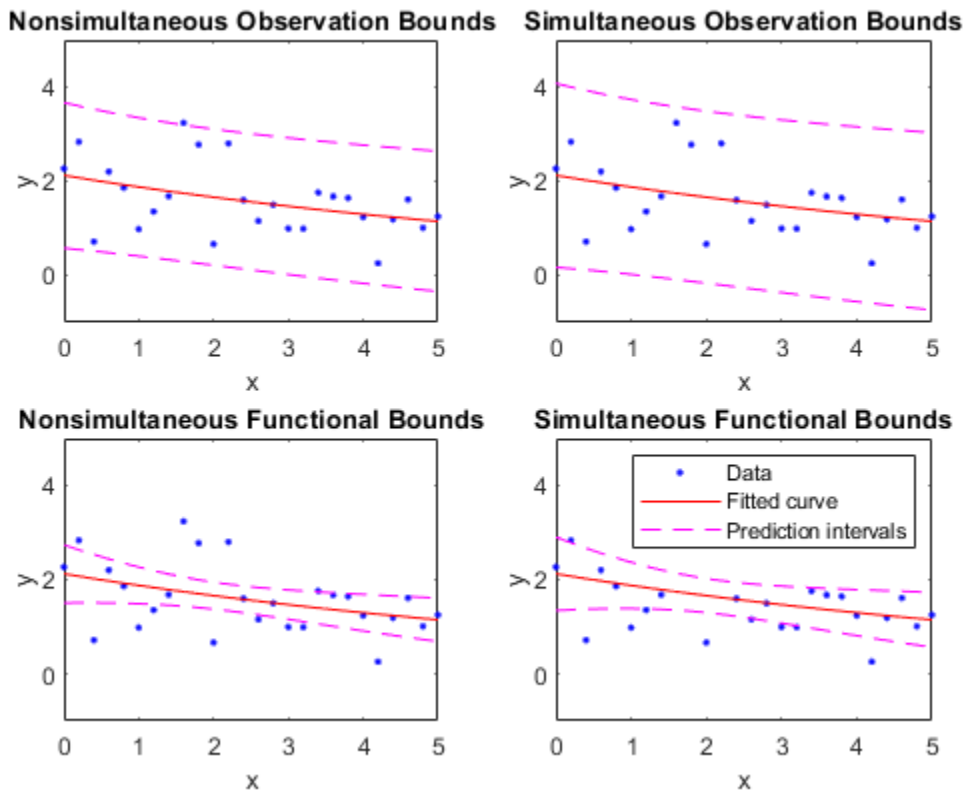 Nonsimultaneous Observation Bounds
4
2
0
y
0 1 2 3 4 5
x
Simultaneous Observation Bounds
4
2
0
y
0 1 2 3 4 5
x
Nonsimultaneous Functional Bounds
4
2
0
y
0 1 2 3 4 5
x
Simultaneous Functional Bounds
Data
Fitted curve
Prediction intervals
4
2
0
y
0 1 2 3 4 5
x